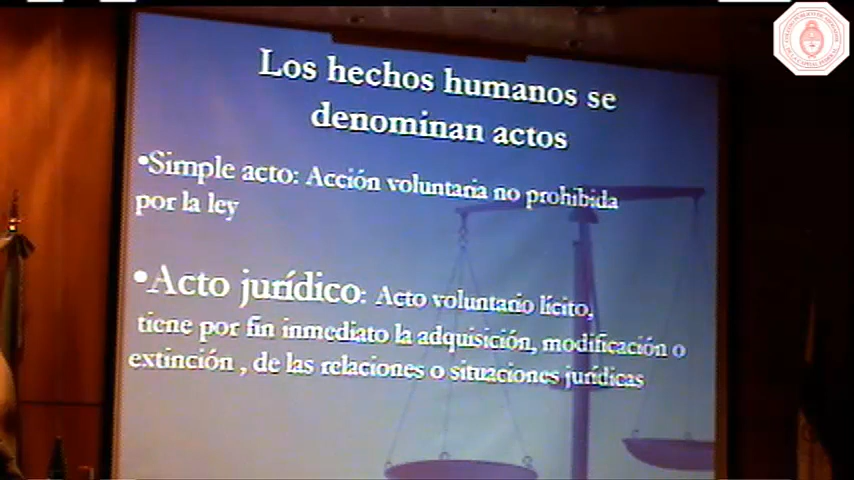 Los hechos humanos se
denominan actos
•Simple acto: Acción voluntaria no prohibida
por la ley
•Acto jurídico: Acto voluntario lícito,
tiene por fin inmediato la adquisición, modificación o
extinción , de las relaciones o situaciones jurídicas